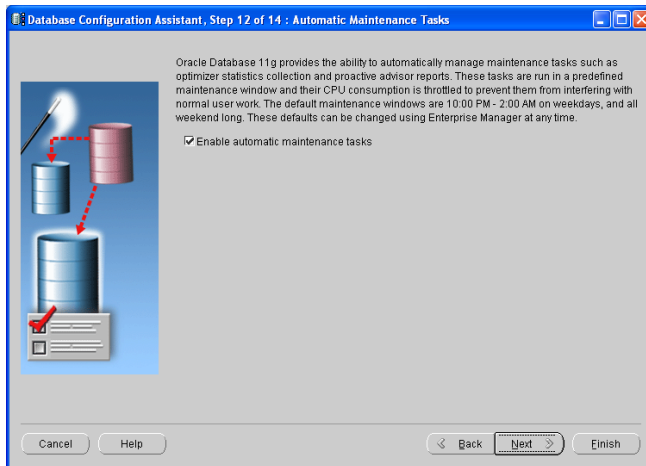 Database Configuration Assistant, Step 12 of 14 : Automatic Maintenance Tasks
Oracle Database 11g provides the ability to automatically manage maintenance tasks such as
optimizer statistics collection and proactive advisor reports. These tasks are run in a predefined
maintenance window and their CPU consumption is throttled to prevent them from interfering with
normal user work. The default maintenance windows are 10:00 PM - 2:00 AM on weekdays, and all
weekend long. These defaults can be changed using Enterprise Manager at any time.
Enable automatic maintenance tasks
Cancel Help Back Next Finish